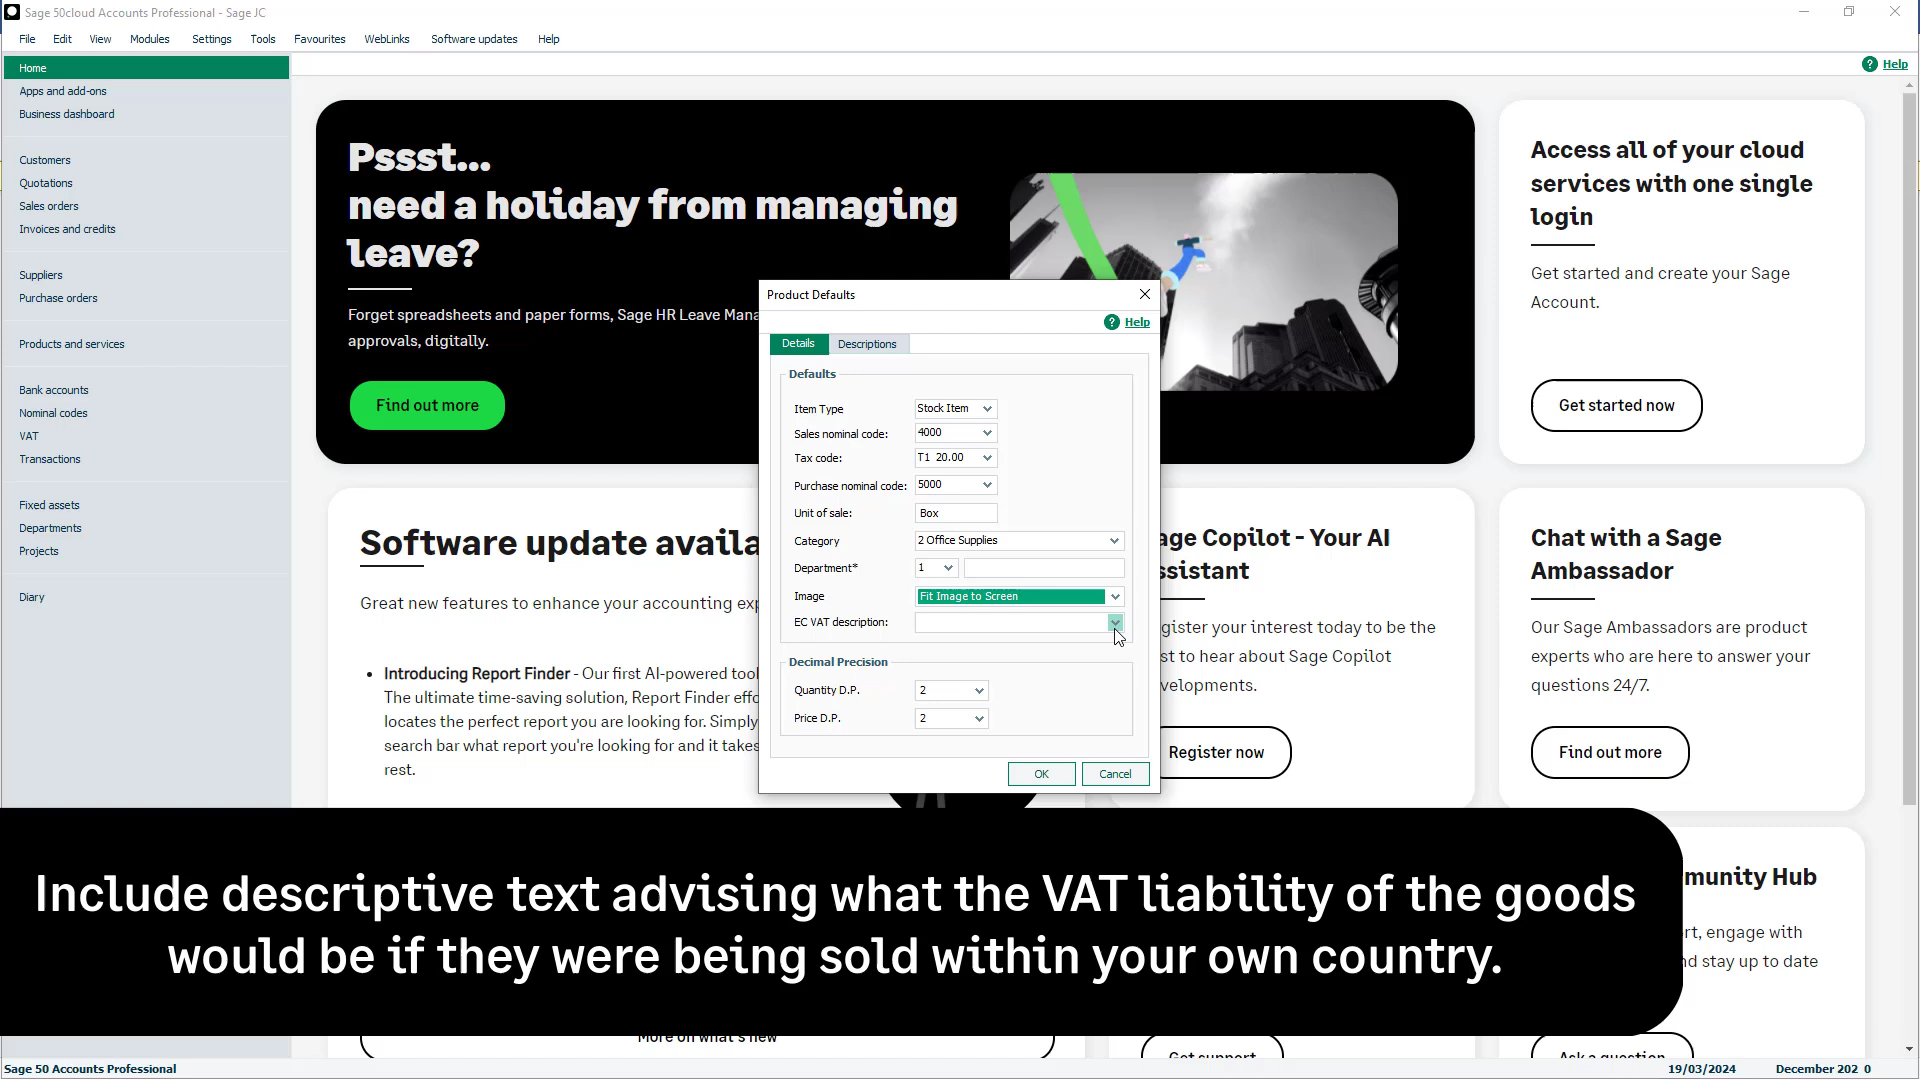 Sage 50cloud Accounts Professional - Sage JC
File Edit View Modules Settings Tools Favourites WebLinks Software updates Help
Home
Help
Apps and add-ons
Business dashboard
Customers
Quotations
Sales orders
Invoices and credits
Suppliers
Purchase orders
Products and services
Bank accounts
Nominal codes
VAT
Transactions
Fixed assets
Departments
Projects
Diary
Pssst...
need a holiday from managing
leave?
Forget spreadsheets and paper forms, Sage HR Leave Mana
approvals, digitally.
Find out more
Access all of your cloud
services with one single
login
Get started and create your Sage
Account.
Get started now
Product Defaults
Help
Details Descriptions
Defaults
Item Type Stock Item
Sales nominal code: 4000
Tax code: T1 20.00
Purchase nominal code: 5000
Unit of sale: Box
Category 2 Office Supplies
Department* 1
Image Fit Image to Screen
EC VAT description:
Decimal Precision
Quantity D.P. 2
Price D.P. 2
OK Cancel
Software update availa
Great new features to enhance your accounting exp
Introducing Report Finder - Our first AI-powered tool
The ultimate time-saving solution, Report Finder effo
locates the perfect report you are looking for. Simply
search bar what report you're looking for and it takes
rest.
More on what's new
age Copilot - Your AI
ssistant
gister your interest today to be the
st to hear about Sage Copilot
velopments.
Register now
Chat with a Sage
Ambassador
Our Sage Ambassadors are product
experts who are here to answer your
questions 24/7.
Find out more
Include descriptive text advising what the VAT liability of the goods
would be if they were being sold within your own country.
munity Hub
rt, engage with
nd stay up to date
Get support
Ask a question
Sage 50 Accounts Professional
19/03/2024
December 202 0